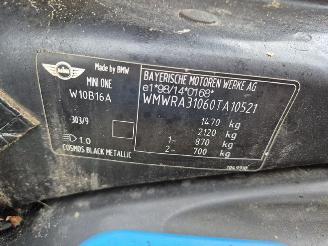 MINI
Made by BMW
BAYERISCHE MOTOREN WERKE AG
MINI ONE
e1*98/14*0168*
W10B16A
WMWRA31060TA10521
303/9
1470 kg
2120 kg
1.0
1- 870 kg
2- 700 kg
COSMOS BLACK METALLIC